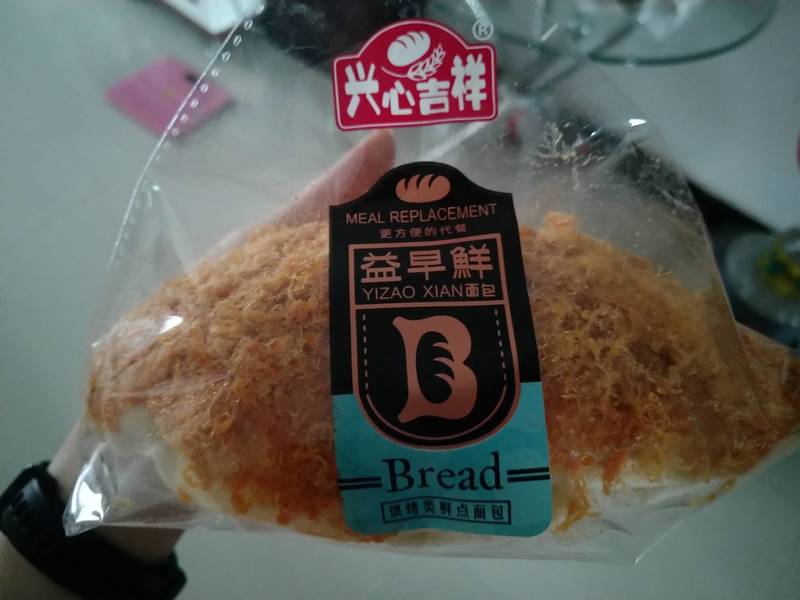 ®
兴心吉祥
MEAL REPLACEMENT
更方便的代餐
益早鮮
YIZAO XIAN面包
B
Bread
烘烤类鲜点面包